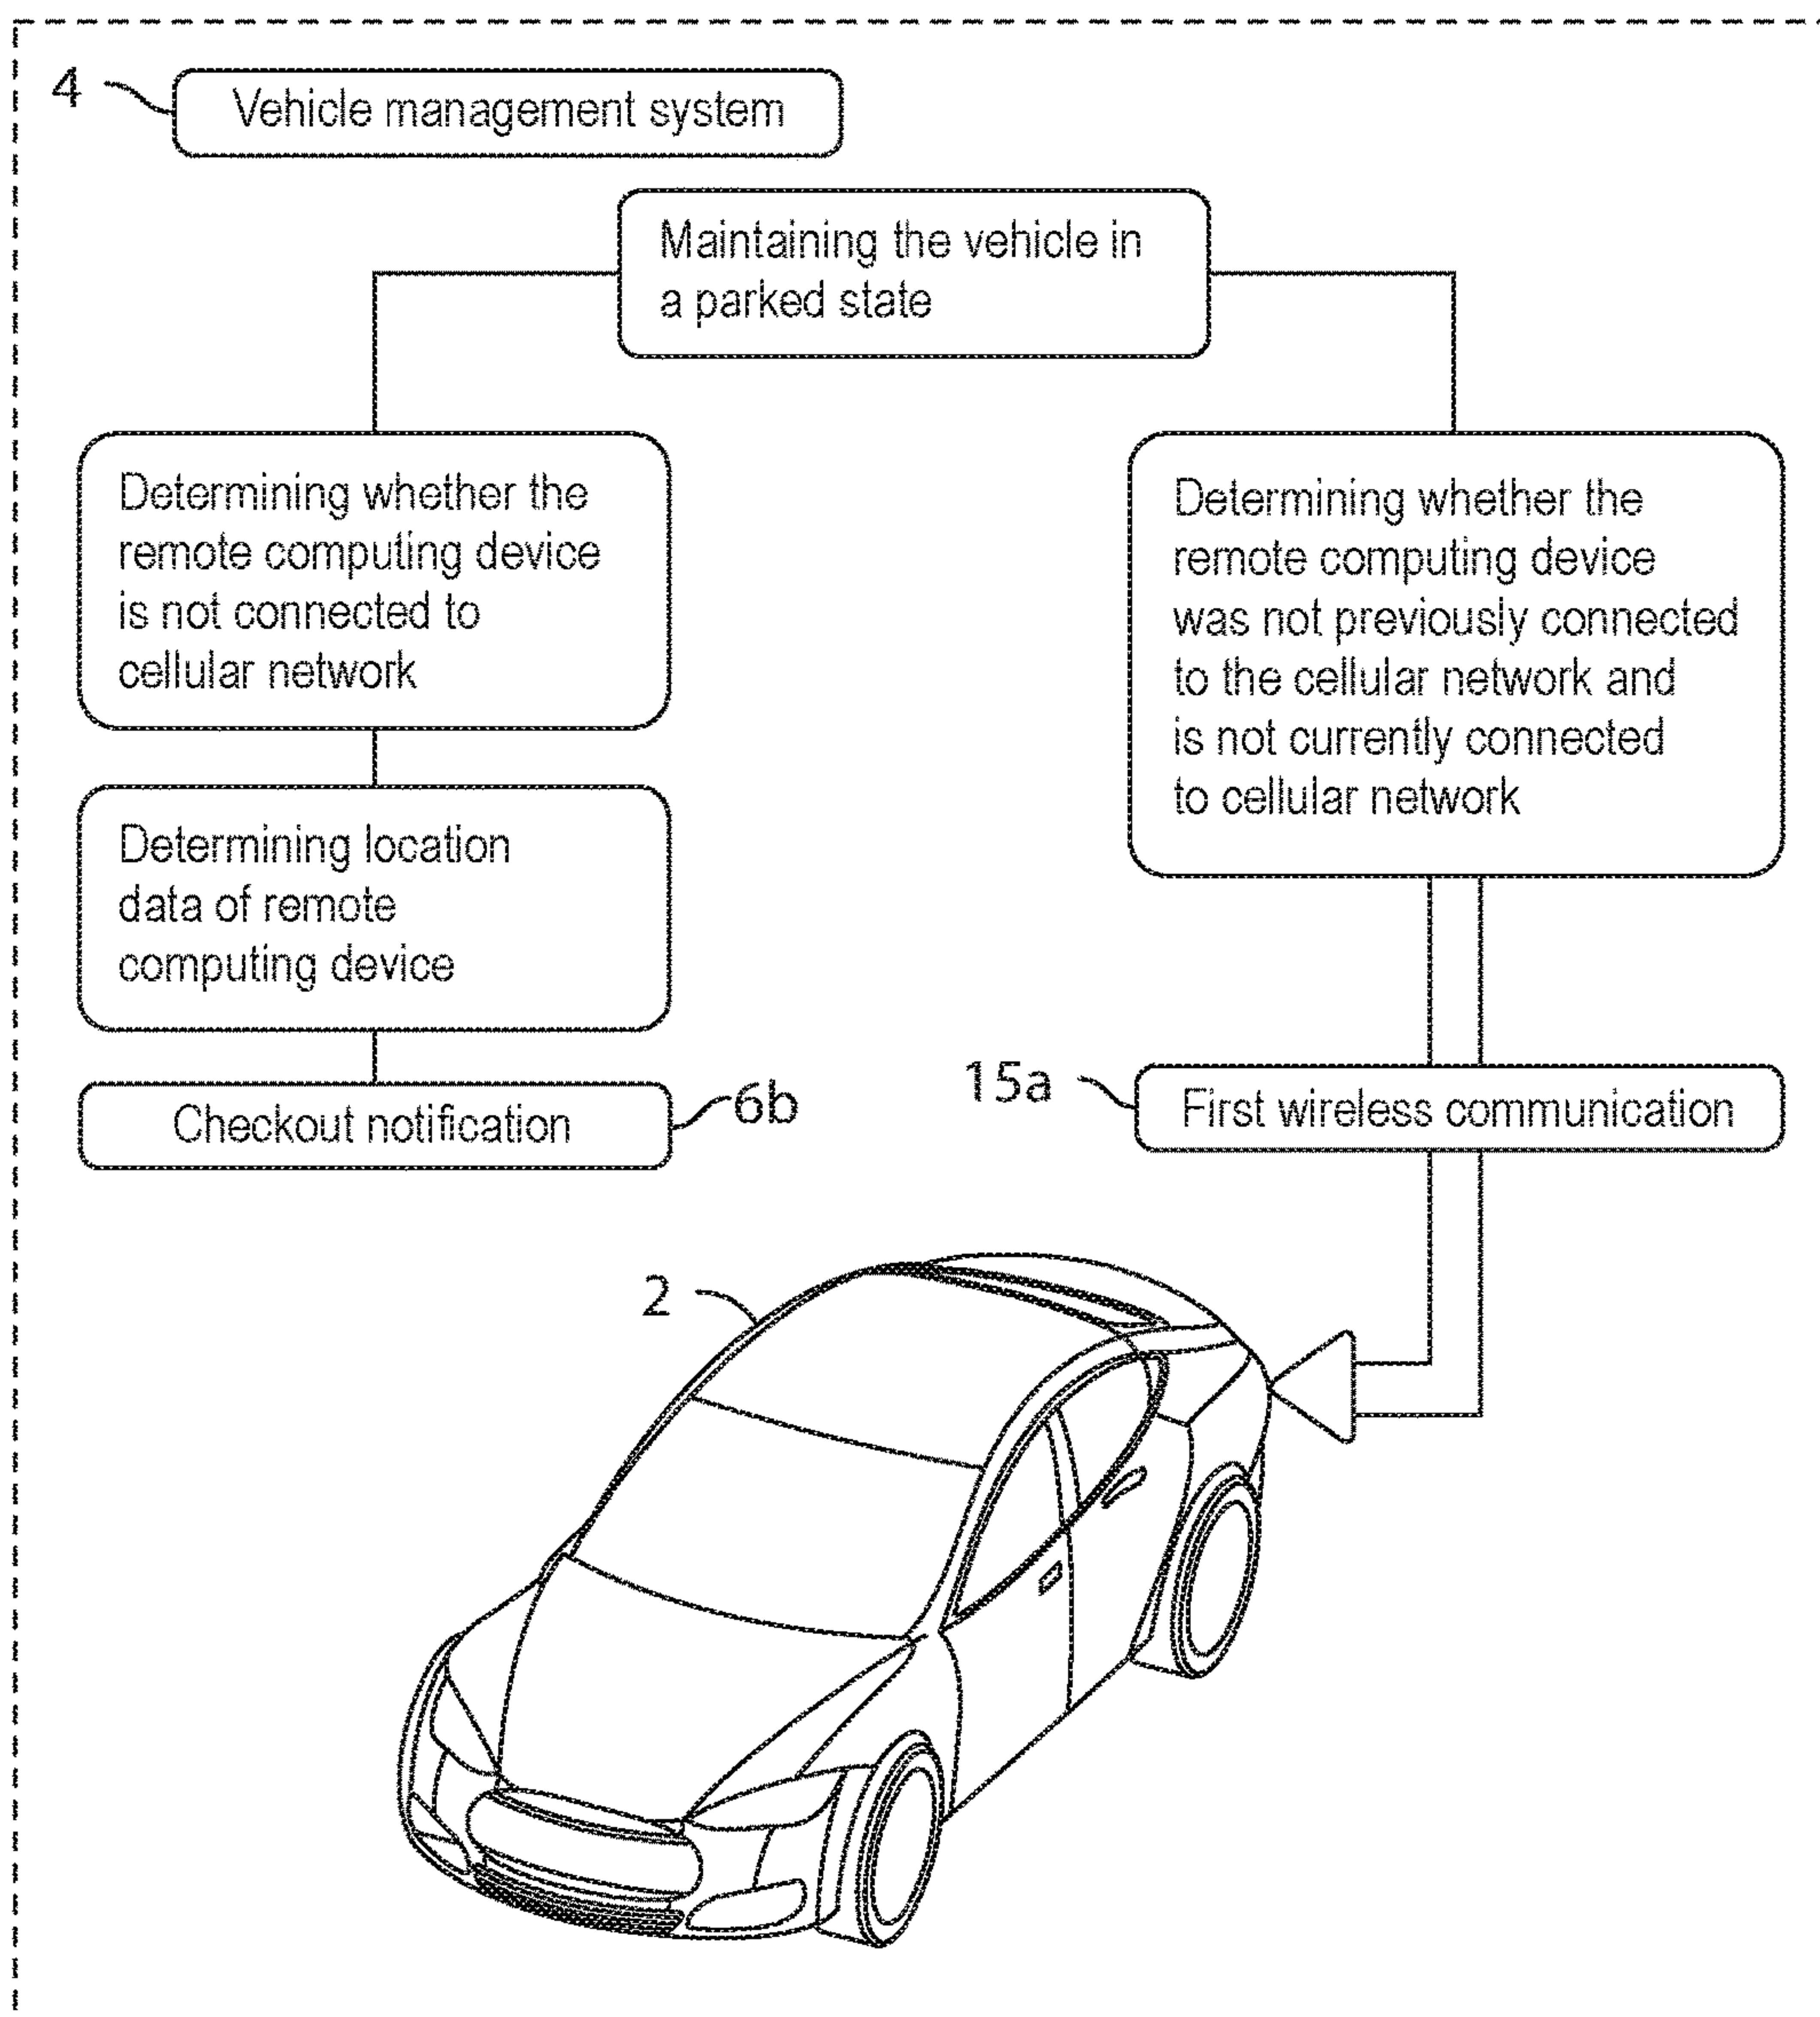 4
Vehicle management system
Maintaining the vehicle in
a parked state
Determining whether the
remote computing device
is not connected to
cellular network
Determining whether the
remote computing device
was not previously connected
to the cellular network and
is not currently connected
to cellular network
Determining location
data of remote
computing device
Checkout notification
6b
15a
First wireless communication
2